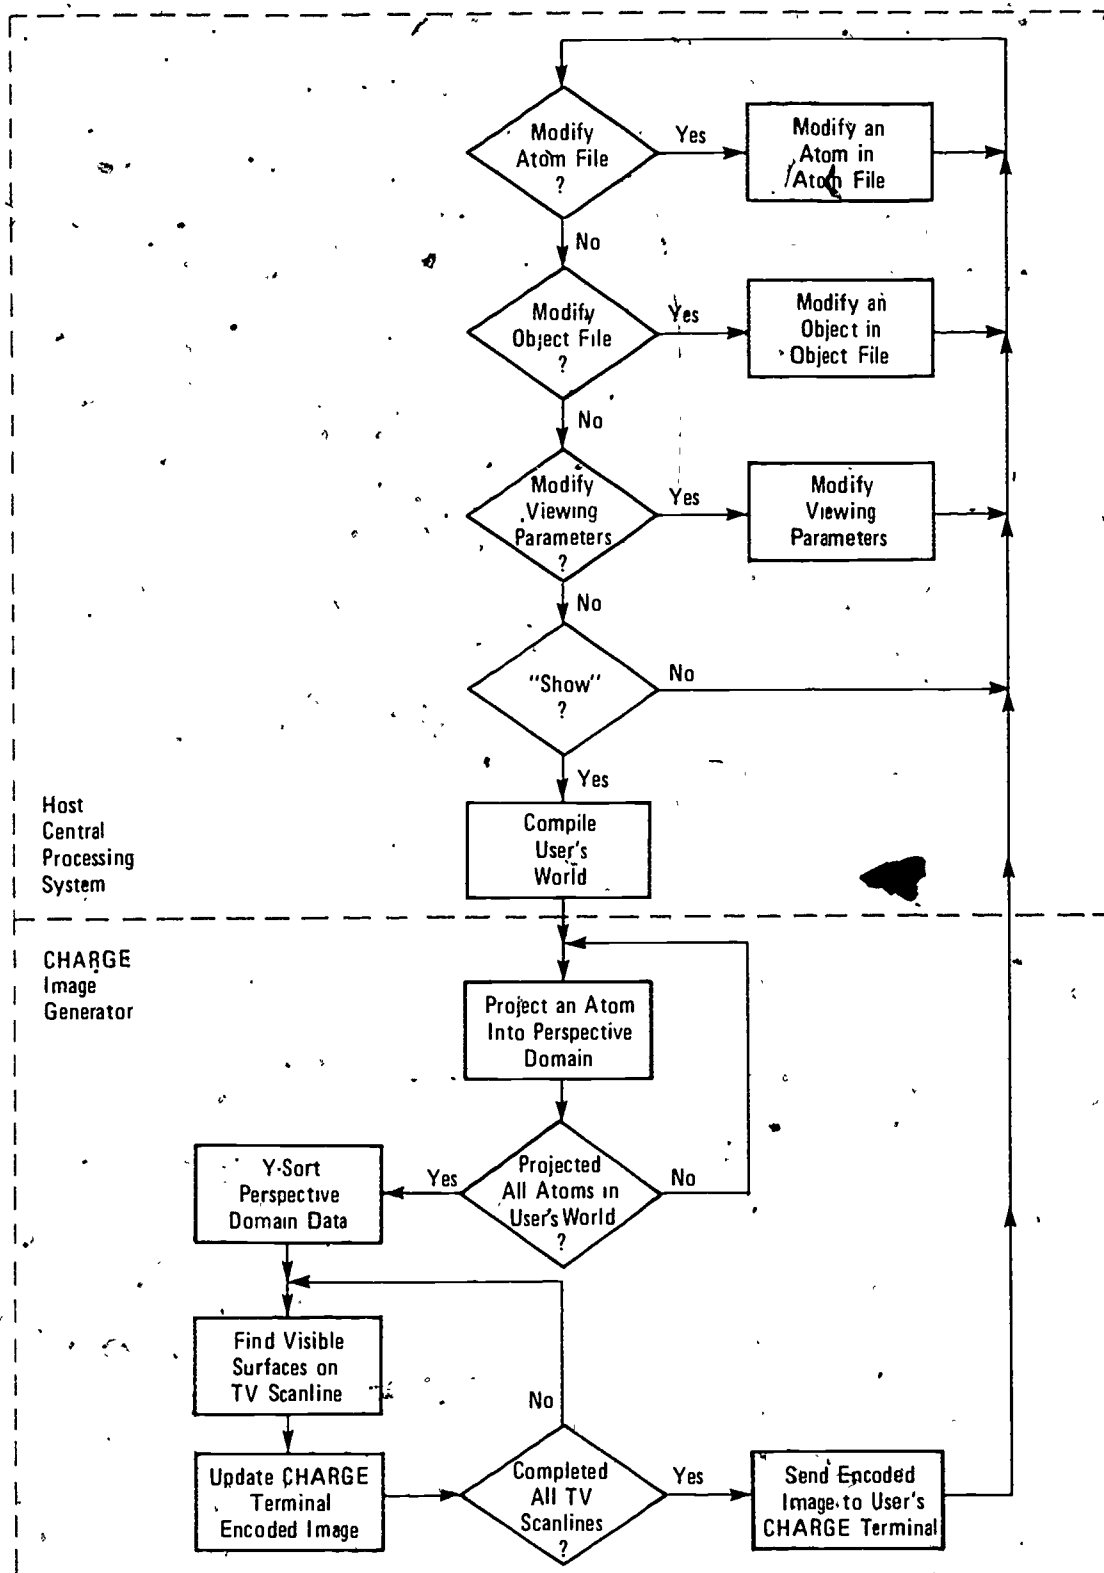 Modify
Atom File
?
Yes
Modify an
Atom in
Atom File
No
Modify
Object File
?
Yes
Modify an
Object in
Object File
No
Modify
Viewing
Parameters
?
Yes
Modify
Viewing
Parameters
No
"Show"
?
No
Yes
Host
Central
Processing
System
Compile
User's
World
CHARGE
Image
Generator
Project an Atom
Into Perspective
Domain
Projected
All Atoms in
User's World
?
No
Yes
Y-Sort
Perspective
Domain Data
Find Visible
Surfaces on
TV Scanline
No
Update CHARGE
Terminal
Encoded Image
Completed
All TV
Scanlines
?
Yes
Send Encoded
Image to User's
CHARGE Terminal